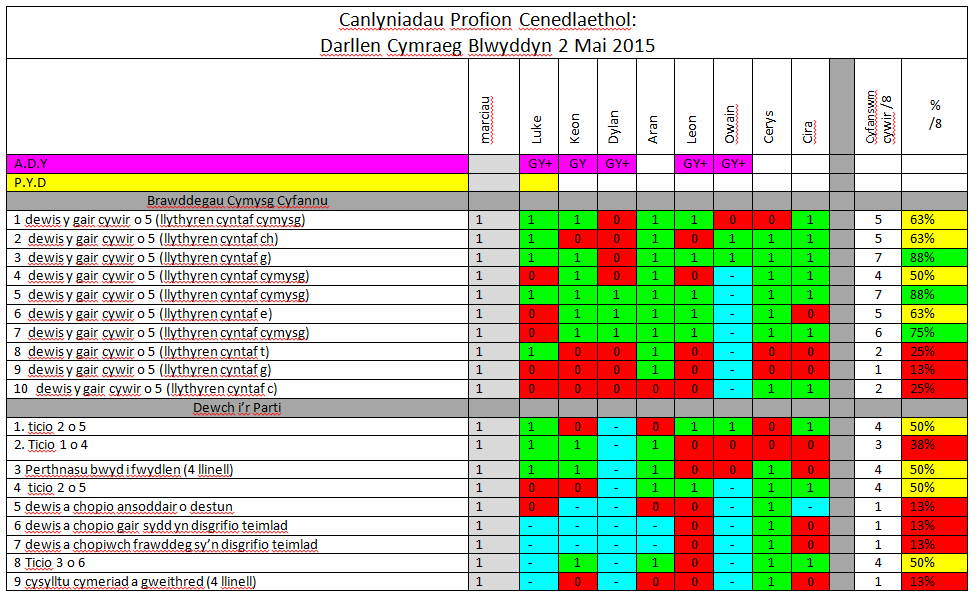 Canlyniadau Profion Cenedlaethol:
Darllen Cymraeg Blwyddyn 2 Mai 2015
marciau Luke Keon Dylan Aran Leon Owain Cerys Cira Cyfanswm cywir /8 % /8
A.D.Y GY+ GY GY+ GY+ GY+
P.Y.D
Brawddegau Cymysg Cyfannu
1 dewis y gair cywir o 5 (llythyren cyntaf cymysg) 1 1 1 0 1 1 0 0 1 5 63%
2 dewis y gair cywir o 5 (llythyren cyntaf ch) 1 1 0 0 1 0 1 1 1 5 63%
3 dewis y gair cywir o 5 (llythyren cyntaf g) 1 1 1 0 1 1 1 1 1 7 88%
4 dewis y gair cywir o 5 (llythyren cyntaf cymysg) 1 0 1 0 1 0 - 1 1 4 50%
5 dewis y gair cywir o 5 (llythyren cyntaf cymysg) 1 1 1 1 1 1 - 1 1 7 88%
6 dewis y gair cywir o 5 (llythyren cyntaf e) 1 0 1 1 1 1 - 1 0 5 63%
7 dewis y gair cywir o 5 (llythyren cyntaf cymysg) 1 0 1 1 1 1 - 1 1 6 75%
8 dewis y gair cywir o 5 (llythyren cyntaf t) 1 1 0 0 1 0 - 0 0 2 25%
9 dewis y gair cywir o 5 (llythyren cyntaf g) 1 0 0 0 1 0 - 0 0 1 13%
10 dewis y gair cywir o 5 (llythyren cyntaf c) 1 0 0 0 0 0 - 1 1 2 25%
Dewch i'r Parti
1. ticio 2 o 5 1 1 0 - 0 1 1 0 1 4 50%
2. Ticio 1 o 4 1 1 1 - 1 0 0 0 0 3 38%
3 Perthnasu bwyd i fwydlen (4 llinell) 1 1 1 - 1 0 0 1 0 4 50%
4 ticio 2 o 5 1 0 0 - 1 1 - 1 1 4 50%
5 dewis a chopio ansoddair o destun 1 0 - - 0 0 - 1 - 1 13%
6 dewis a chopio gair sydd yn disgrifio teimlad 1 - - - - 0 - 1 0 1 13%
7 dewis a chopiwch frawddeg sy'n disgrifio teimlad 1 - - - - 0 - 1 0 1 13%
8 Ticio 3 o 6 1 - 1 - 1 0 - 1 1 4 50%
9 cysylltu cymeriad a gweithred (4 llinell) 1 - 0 - 0 0 - 1 0 1 13%